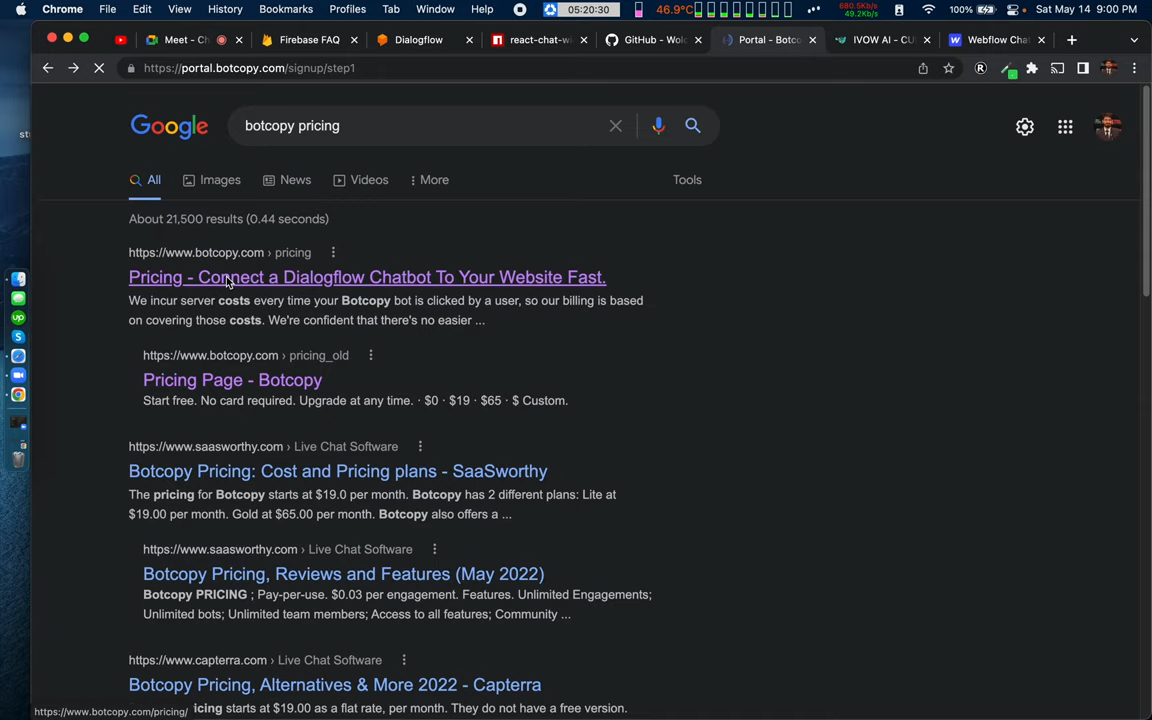 Chrome File Edit View History Bookmarks Profiles Tab Window Help 05:20:30 46.9°C 680.5Kb/s 49.2Kb/s 100% Sat May 14 9:00 PM
Meet - Ch Firebase FAQ Dialogflow react-chat-wi GitHub - Wol Portal - Botco IVOW AI - CU Webflow Cha
https://portal.botcopy.com/signup/step1
Google botcopy pricing
All Images News Videos More Tools
About 21,500 results (0.44 seconds)
https://www.botcopy.com › pricing
Pricing - Connect a Dialogflow Chatbot To Your Website Fast.
We incur server costs every time your Botcopy bot is clicked by a user, so our billing is based
on covering those costs. We're confident that there's no easier ...
https://www.botcopy.com › pricing_old
Pricing Page - Botcopy
Start free. No card required. Upgrade at any time. · $0 · $19 · $65 · $ Custom.
https://www.saasworthy.com › Live Chat Software
Botcopy Pricing: Cost and Pricing plans - SaaSworthy
The pricing for Botcopy starts at $19.0 per month. Botcopy has 2 different plans: Lite at
$19.00 per month. Gold at $65.00 per month. Botcopy also offers a ...
https://www.saasworthy.com › Live Chat Software
Botcopy Pricing, Reviews and Features (May 2022)
Botcopy PRICING ; Pay-per-use. $0.03 per engagement. Features. Unlimited Engagements;
Unlimited bots; Unlimited team members; Access to all features; Community ...
https://www.capterra.com › Live Chat Software
Botcopy Pricing, Alternatives & More 2022 - Capterra
icing starts at $19.00 as a flat rate, per month. They do not have a free version.
https://www.botcopy.com/pricing/